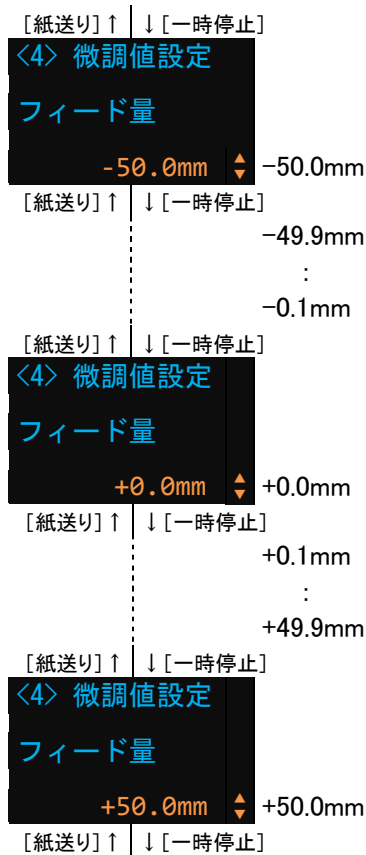 [紙送り]↑ ↓[一時停止]
<4> 微調値設定
フィード量
-50.0mm -50.0mm
[紙送り]↑ ↓[一時停止]
-49.9mm
:
-0.1mm
[紙送り]↑ ↓[一時停止]
<4> 微調値設定
フィード量
+0.0mm +0.0mm
[紙送り]↑ ↓[一時停止]
+0.1mm
:
+49.9mm
[紙送り]↑ ↓[一時停止]
<4> 微調値設定
フィード量
+50.0mm +50.0mm
[紙送り]↑ ↓[一時停止]